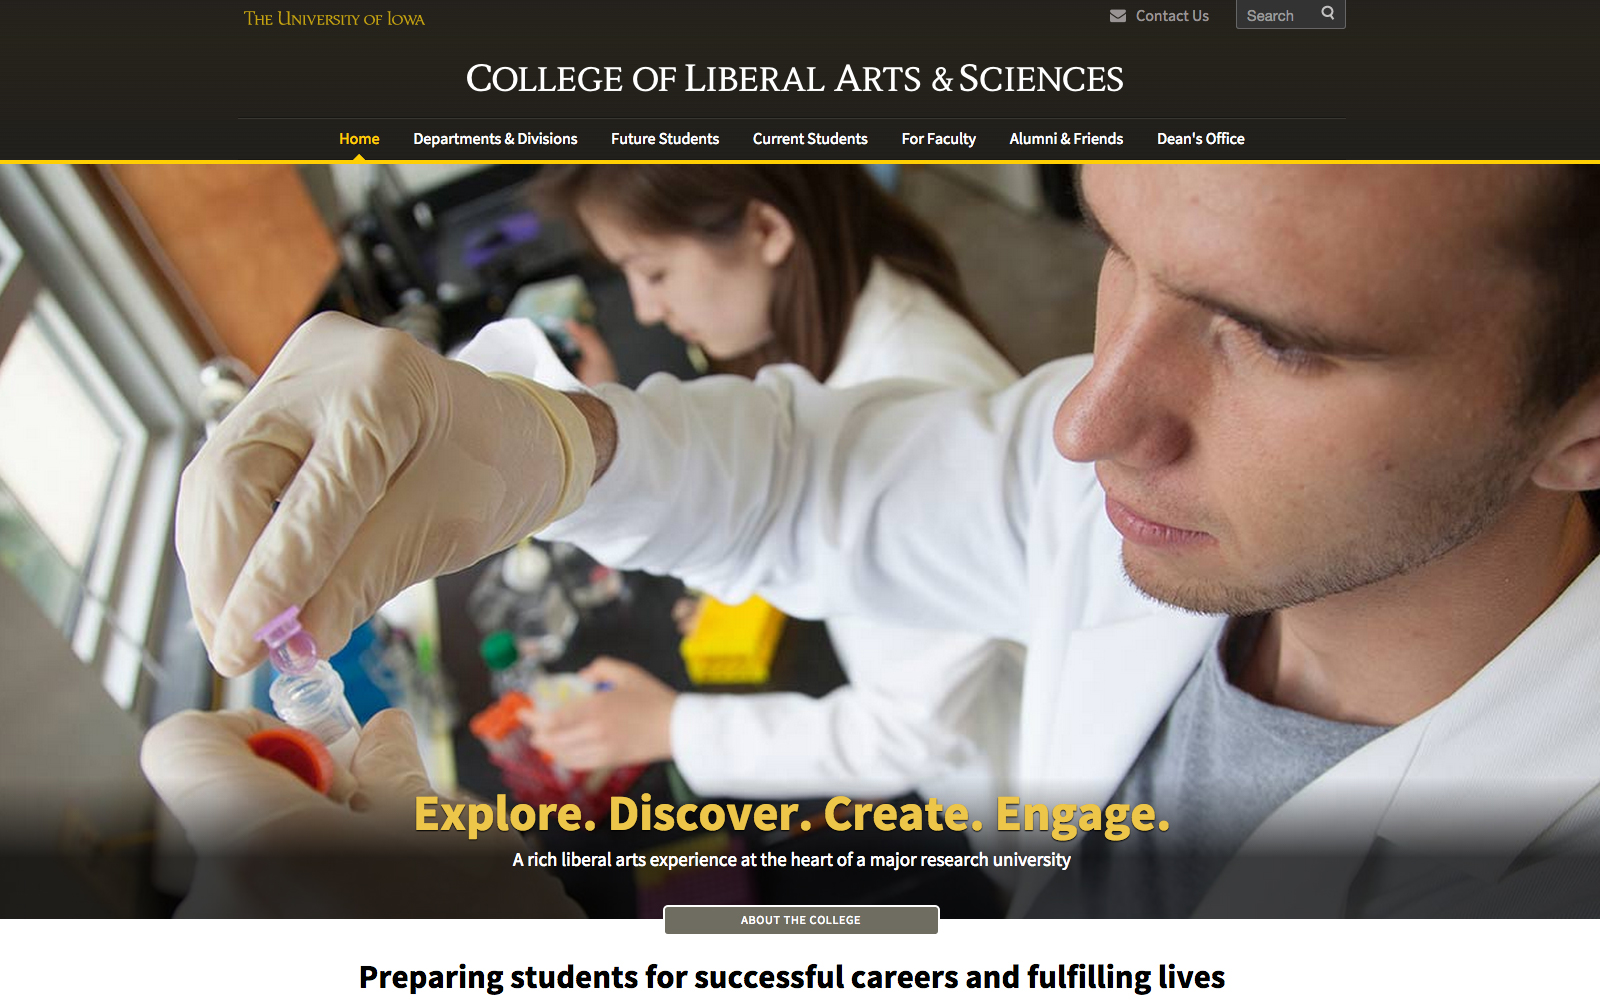 The University of Iowa
Contact Us
Search
College of Liberal Arts & Sciences
Home
Departments & Divisions
Future Students
Current Students
For Faculty
Alumni & Friends
Dean's Office
Explore. Discover. Create. Engage.
A rich liberal arts experience at the heart of a major research university
ABOUT THE COLLEGE
Preparing students for successful careers and fulfilling lives